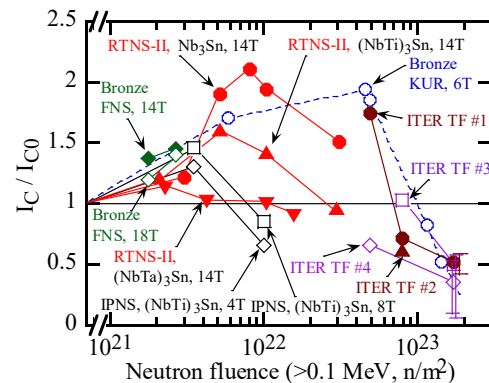 RTNS-II, Nb3Sn, 14T
RTNS-II, (NbTi)3Sn, 14T
Bronze
FNS, 14T
Bronze
KUR, 6T
ITER TF #1
ITER TF #3
Bronze
FNS, 18T
RTNS-II,
(NbTa)3Sn, 14T
ITER TF #4
ITER TF #2
IPNS, (NbTi)3Sn, 4T
IPNS, (NbTi)3Sn, 8T
IC / IC0
2.5
2
1.5
1
0.5
0
10^21
10^22
10^23
Neutron fluence (>0.1 MeV, n/m²)